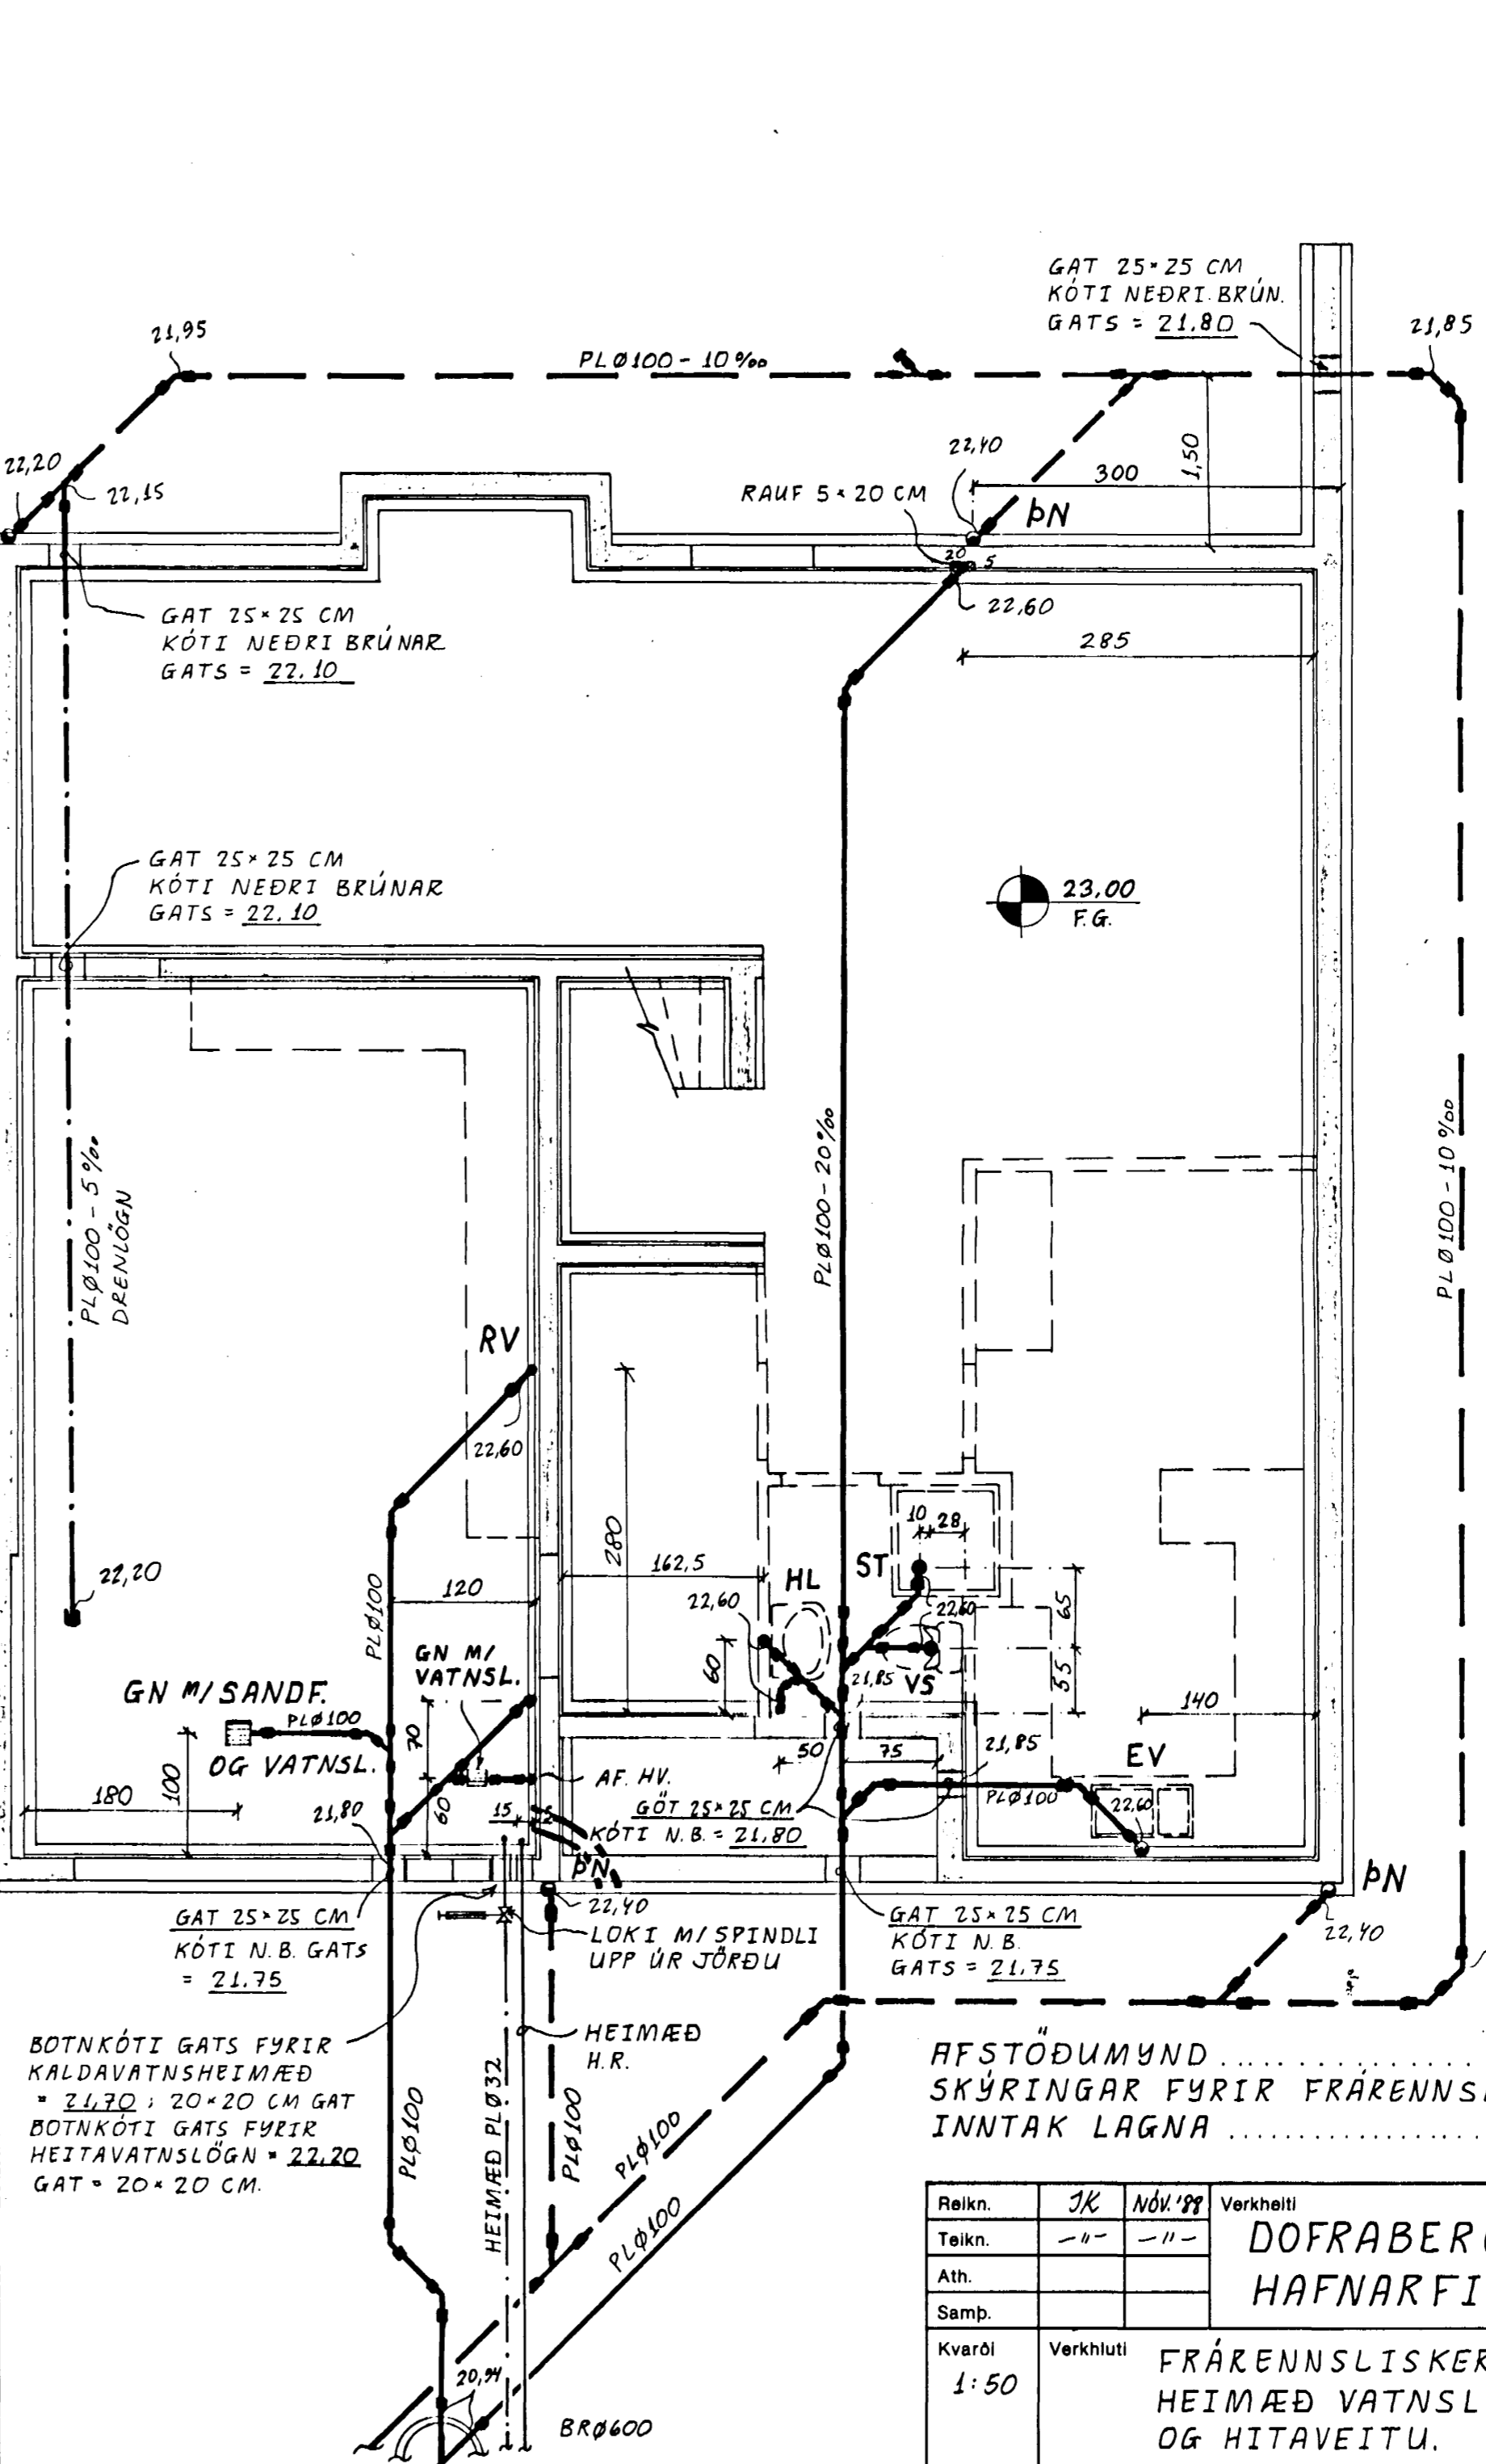 GAT 25×25 CM
KÓTI NEÐRI BRÚN.
GATS = 21.80
21,95
PLØ100 - 10‰
21,85
22,20
22,15
22,40
300
1,50
RAUF 5×20 CM
ÞN
20
5
22,60
285
GAT 25×25 CM
KÓTI NEÐRI BRÚNAR
GATS = 22.10
GAT 25×25 CM
KÓTI NEÐRI BRÚNAR
GATS = 22.10
23,00
F.G.
PLØ100 - 5‰
DRENLÖGN
PLØ100 - 20‰
PLØ100 - 10‰
RV
22,60
22,20
280
162,5
10
28
HL
ST
22,60
22,60
65
120
PLØ100
GN M/
VATNSL.
60
21,85
VS
55
GN M/SANDF.
PLØ100
OG VATNSL.
70
140
50
75
21,85
EV
AF. HV.
180
100
21,80
60
15
GÖT 25×25 CM
KÓTI N.B. = 21,80
PLØ100
22,60
ÞN
ÞN
22,40
22,40
GAT 25×25 CM
KÓTI N.B. GATS
= 21.75
LOKI M/SPINDLI
UPP ÚR JÖRÐU
GAT 25×25 CM
KÓTI N.B.
GATS = 21.75
BOTNKÓTI GATS FYRIR
KALDAVATNSHEIMÆÐ
= 21,70 ; 20×20 CM GAT
BOTNKÓTI GATS FYRIR
HEITAVATNSLÖGN = 22,20
GAT = 20×20 CM.
HEIMÆÐ
H.R.
PLØ100
HEIMÆÐ PLØ32
PLØ100
PLØ100
PLØ100
20,94
BRØ600
AFSTÖÐUMYND ................
SKÝRINGAR FYRIR FRÁRENNSL
INNTAK LAGNA ................
Reikn. JK NÓV. '88 Verkheiti
Teikn. —"— —"— DOFRABER
Ath.
HAFNARFI
Samþ.
Kvarði Verkhluti
1:50
FRÁRENNSLISKER
HEIMÆÐ VATNSL
OG HITAVEITU.